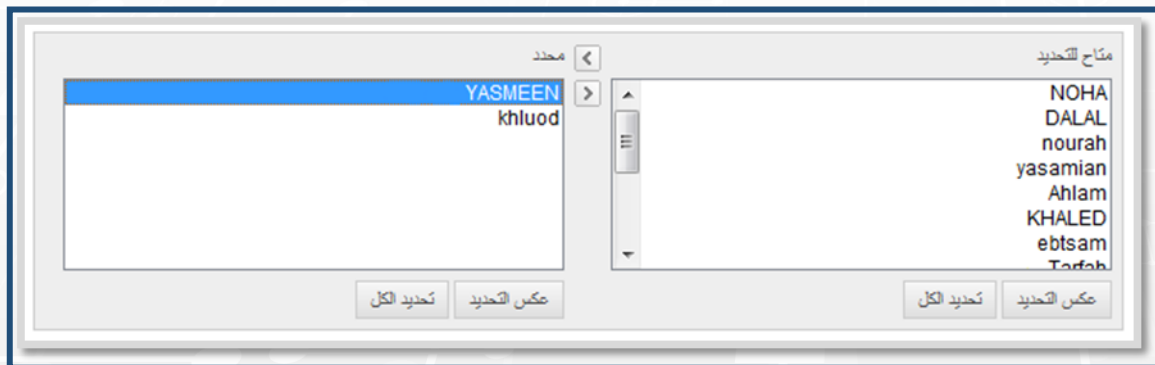 متاح للتحديد
NOHA
DALAL
nourah
yasamian
Ahlam
KHALED
ebtsam
Tarfah
عكس التحديد
تحديد الكل
محدد
YASMEEN
khluod
عكس التحديد
تحديد الكل